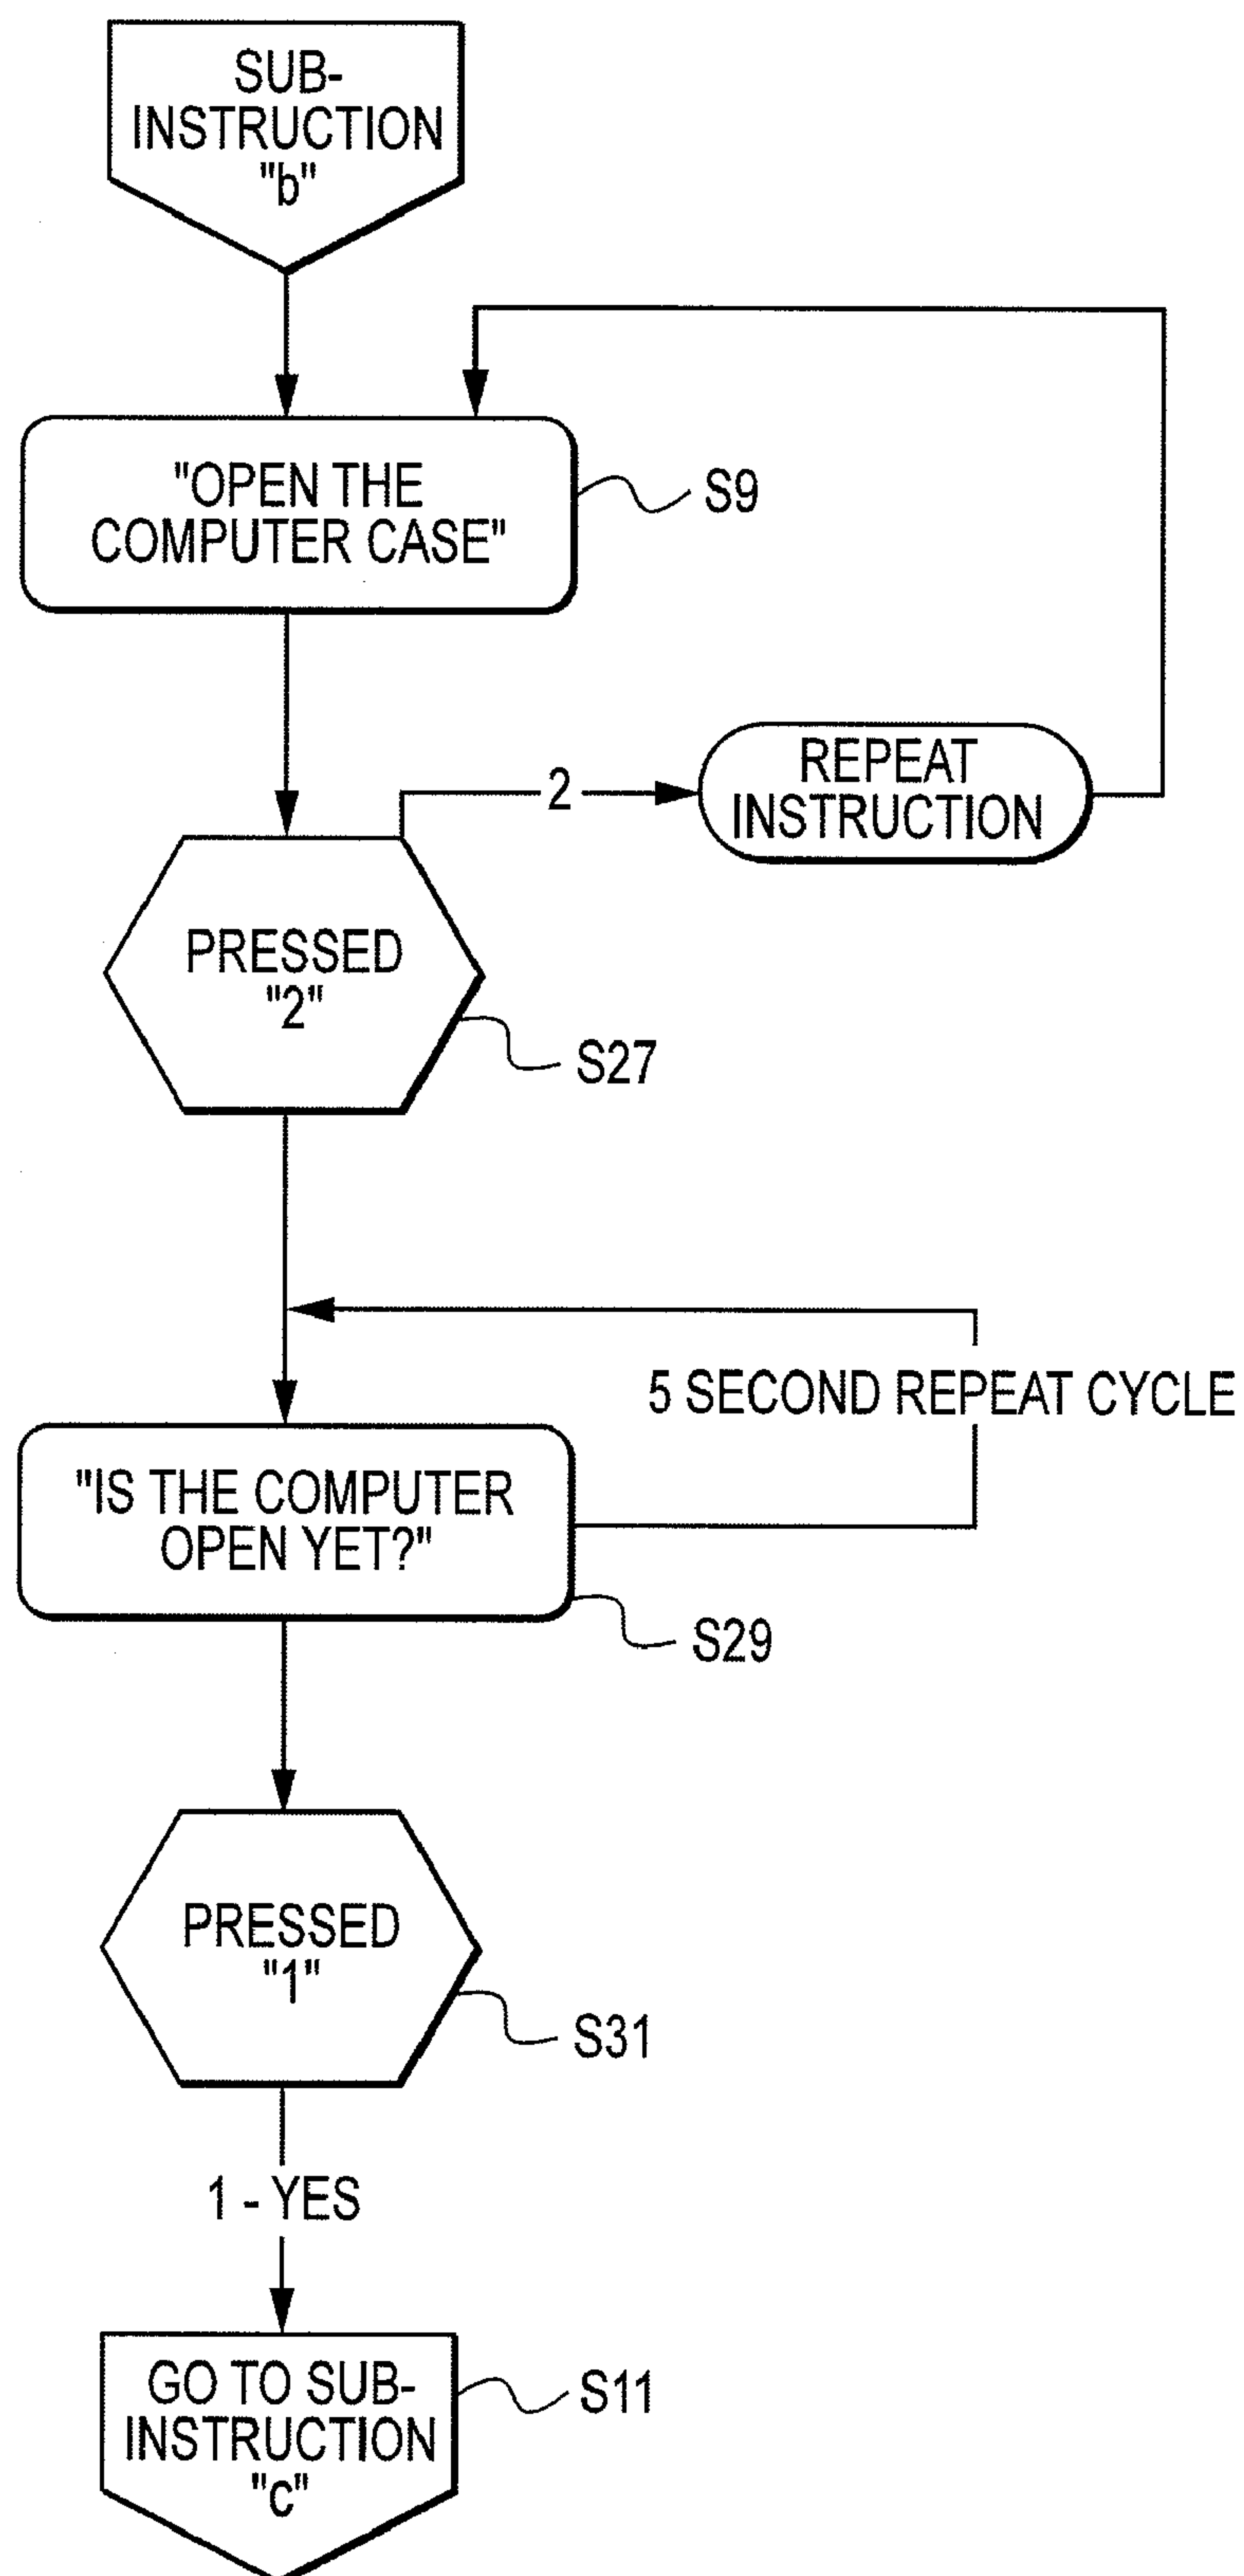 SUB-
INSTRUCTION
"b"
"OPEN THE
COMPUTER CASE"
S9
2
REPEAT
INSTRUCTION
PRESSED
"2"
S27
5 SECOND REPEAT CYCLE
"IS THE COMPUTER
OPEN YET?"
S29
PRESSED
"1"
S31
1 - YES
GO TO SUB-
INSTRUCTION
"c"
S11